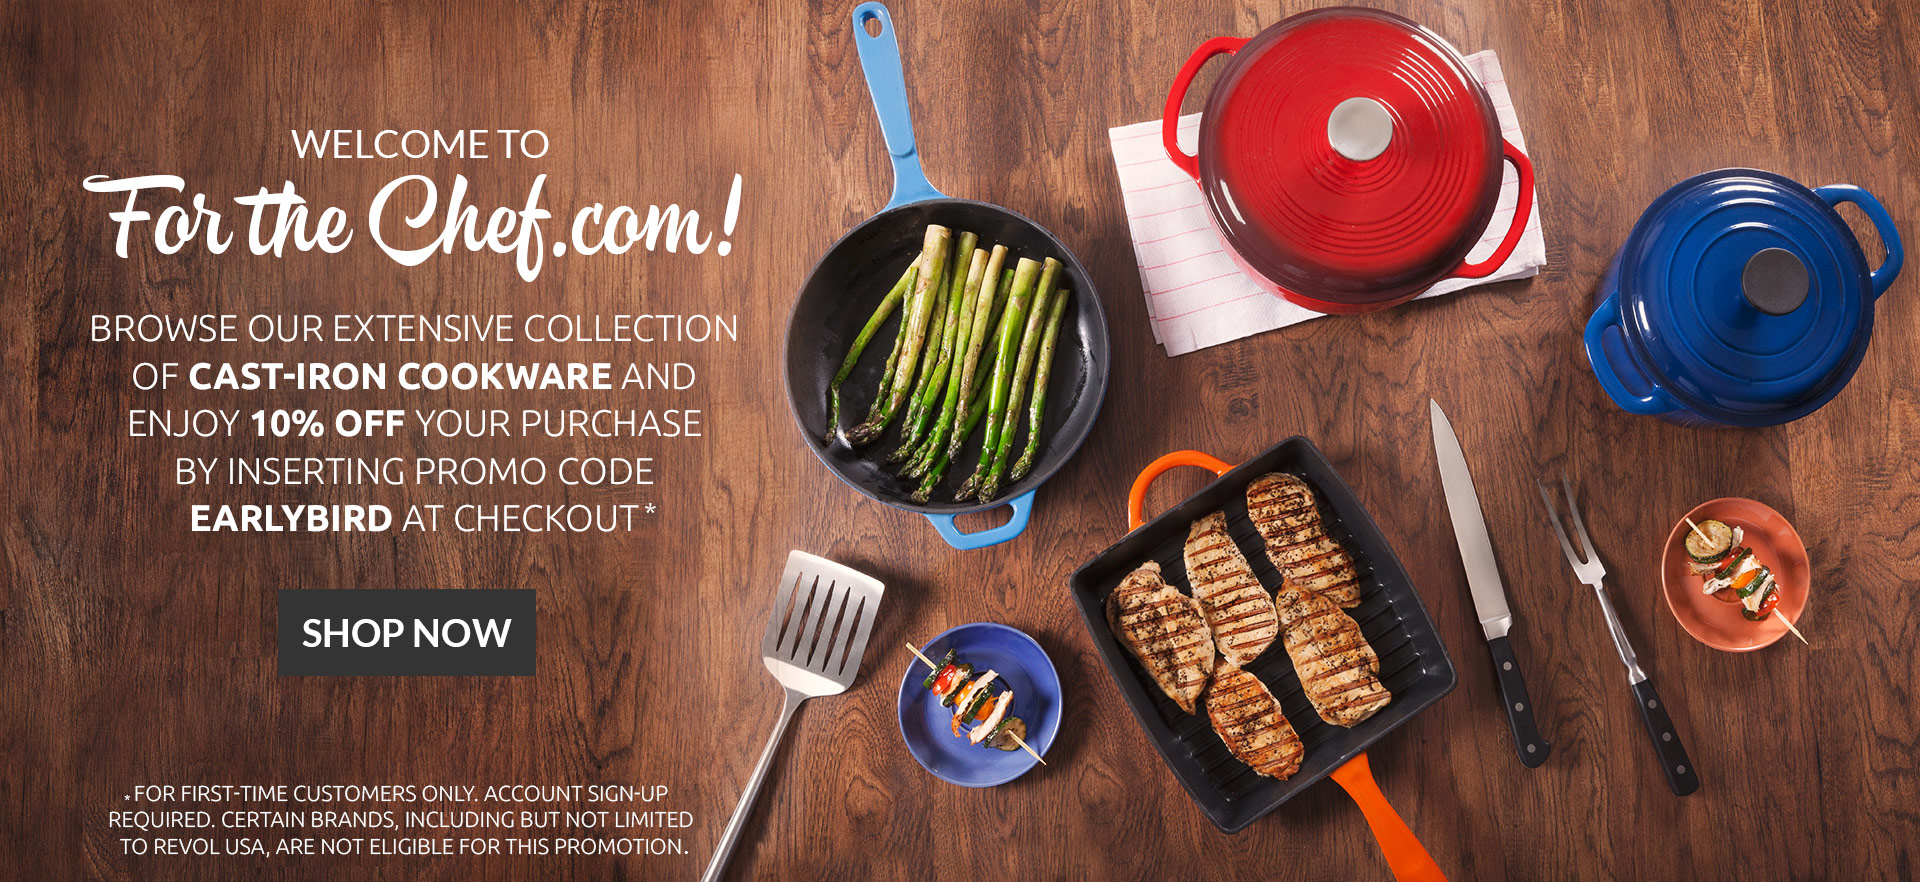 WELCOME TO
For the Chef.com!
BROWSE OUR EXTENSIVE COLLECTION
OF CAST-IRON COOKWARE AND
ENJOY 10% OFF YOUR PURCHASE
BY INSERTING PROMO CODE
EARLYBIRD AT CHECKOUT*
SHOP NOW
*FOR FIRST-TIME CUSTOMERS ONLY. ACCOUNT SIGN-UP
REQUIRED. CERTAIN BRANDS, INCLUDING BUT NOT LIMITED
TO REVOL USA, ARE NOT ELIGIBLE FOR THIS PROMOTION.